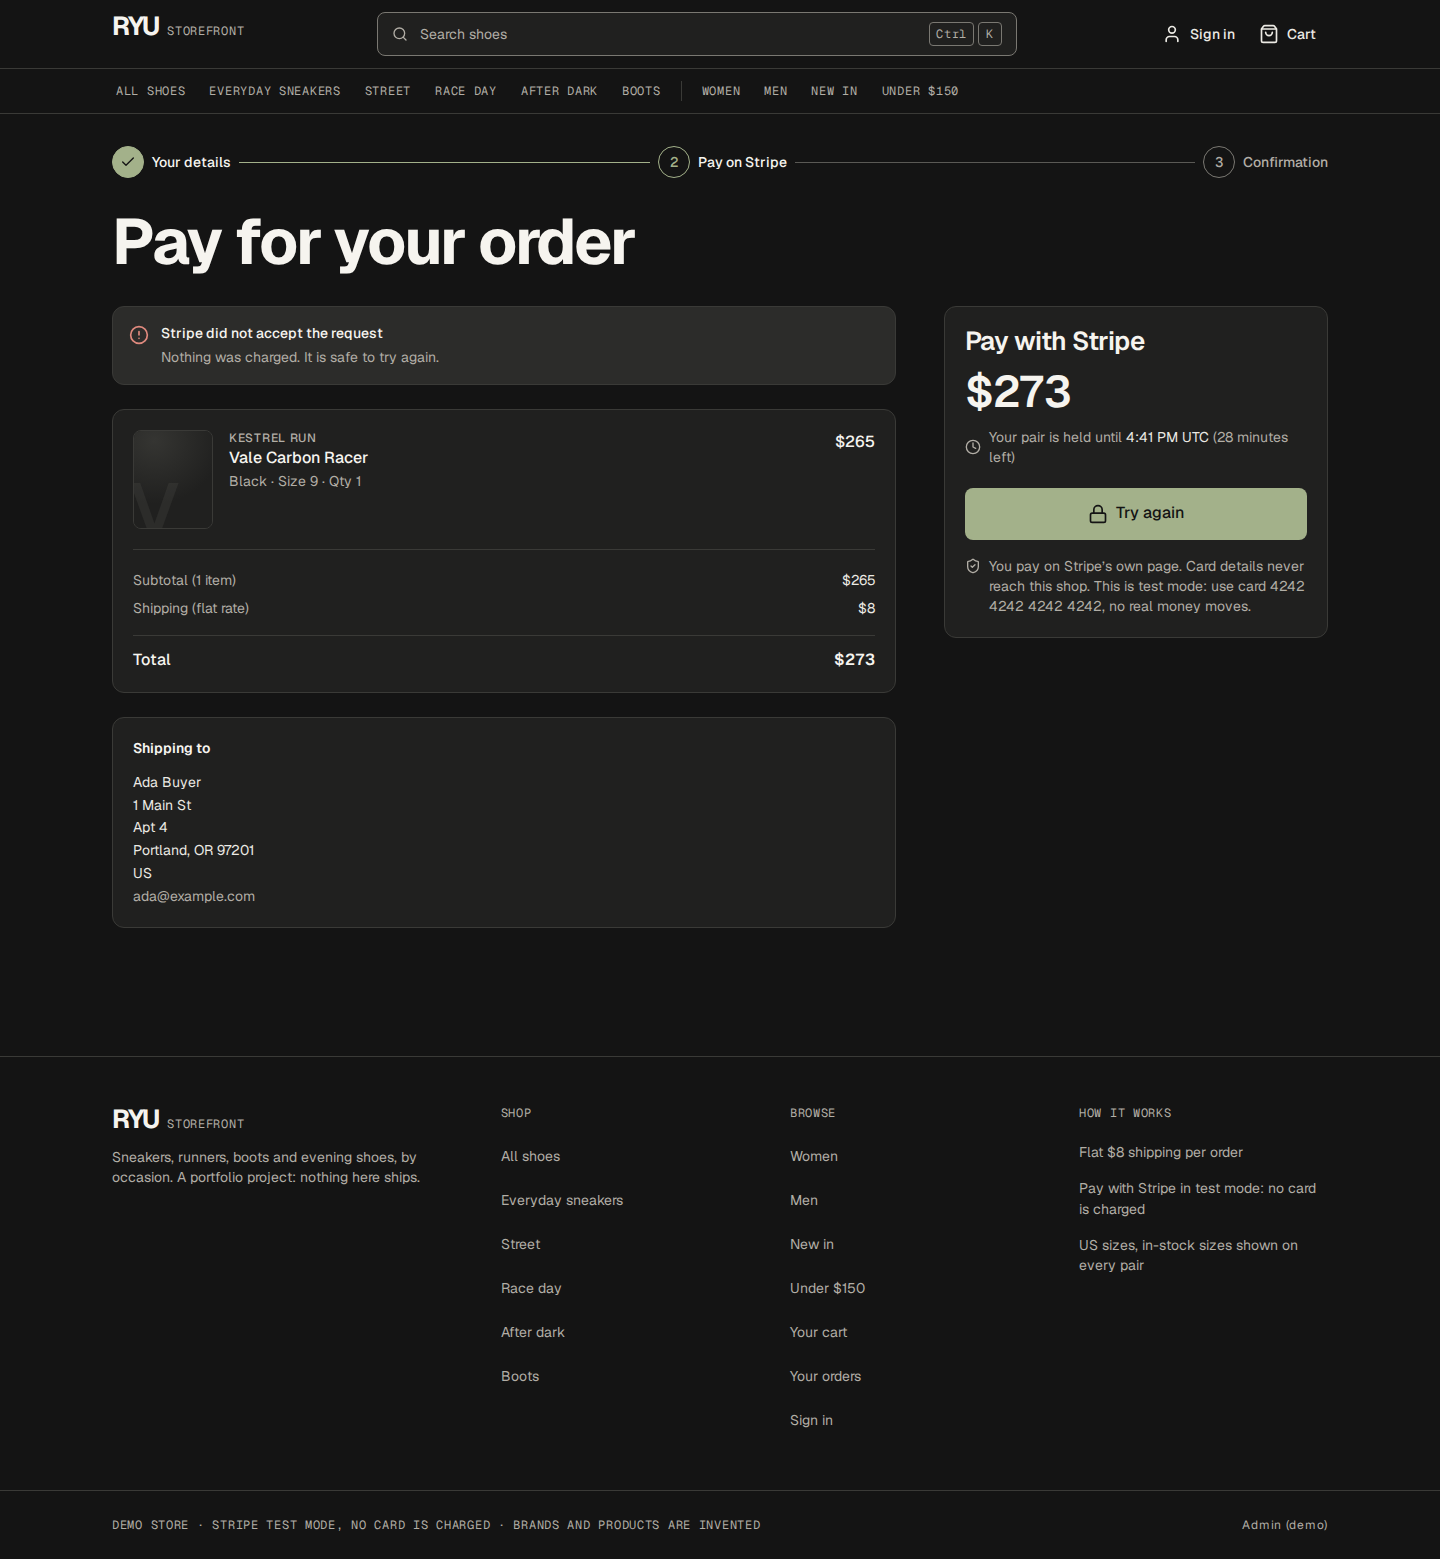 RYU STOREFRONT
Search shoes
Ctrl K
Sign in
Cart
ALL SHOES EVERYDAY SNEAKERS STREET RACE DAY AFTER DARK BOOTS WOMEN MEN NEW IN UNDER $150
Your details
2 Pay on Stripe
3 Confirmation
Pay for your order
Stripe did not accept the request
Nothing was charged. It is safe to try again.
V
KESTREL RUN
Vale Carbon Racer
Black · Size 9 · Qty 1
$265
Subtotal (1 item) $265
Shipping (flat rate) $8
Total $273
Shipping to
Ada Buyer
1 Main St
Apt 4
Portland, OR 97201
US
ada@example.com
Pay with Stripe
$273
Your pair is held until 4:41 PM UTC (28 minutes
left)
Try again
You pay on Stripe's own page. Card details never
reach this shop. This is test mode: use card 4242
4242 4242 4242, no real money moves.
RYU STOREFRONT
Sneakers, runners, boots and evening shoes, by
occasion. A portfolio project: nothing here ships.
SHOP
All shoes
Everyday sneakers
Street
Race day
After dark
Boots
BROWSE
Women
Men
New in
Under $150
Your cart
Your orders
Sign in
HOW IT WORKS
Flat $8 shipping per order
Pay with Stripe in test mode: no card
is charged
US sizes, in-stock sizes shown on
every pair
DEMO STORE · STRIPE TEST MODE, NO CARD IS CHARGED · BRANDS AND PRODUCTS ARE INVENTED
Admin (demo)